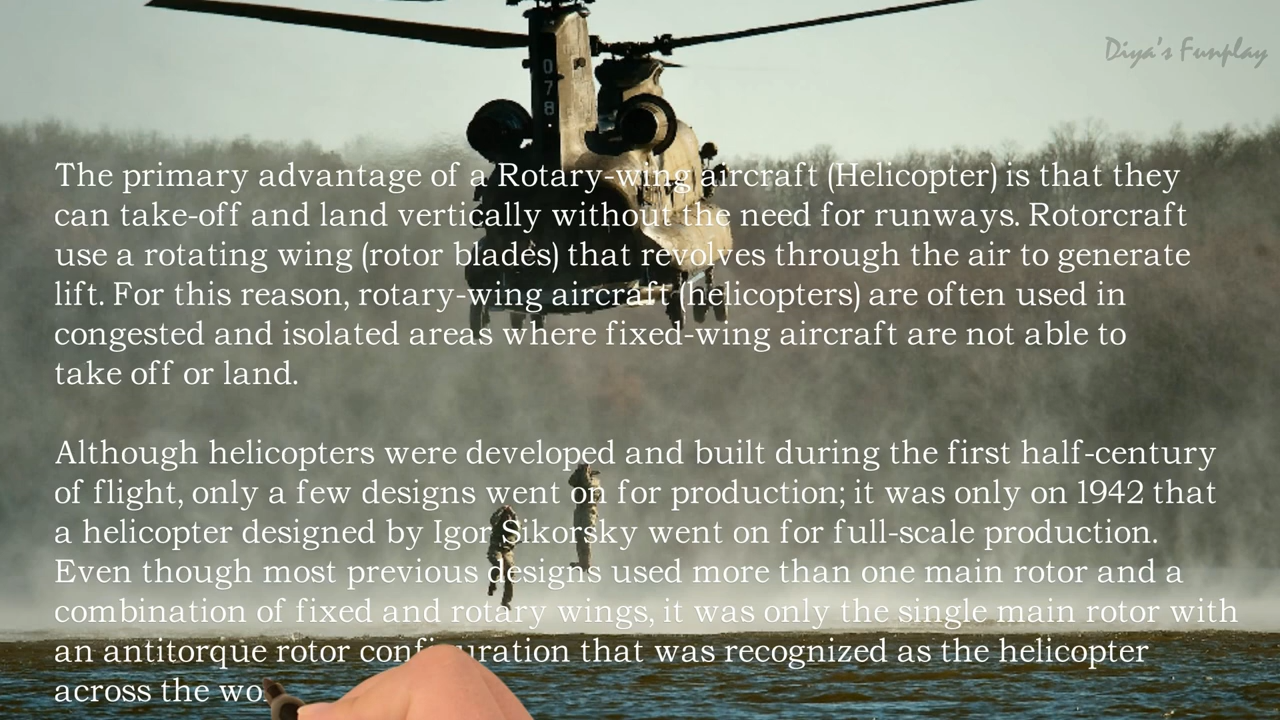 Diya's Funplay
078
The primary advantage of a Rotary-wing aircraft (Helicopter) is that they
can take-off and land vertically without the need for runways. Rotorcraft
use a rotating wing (rotor blades) that revolves through the air to generate
lift. For this reason, rotary-wing aircraft (helicopters) are often used in
congested and isolated areas where fixed-wing aircraft are not able to
take off or land.
Although helicopters were developed and built during the first half-century
of flight, only a few designs went on for production; it was only on 1942 that
a helicopter designed by Igor Sikorsky went on for full-scale production.
Even though most previous designs used more than one main rotor and a
combination of fixed and rotary wings, it was only the single main rotor with
an antitorque rotor configuration that was recognized as the helicopter
across the